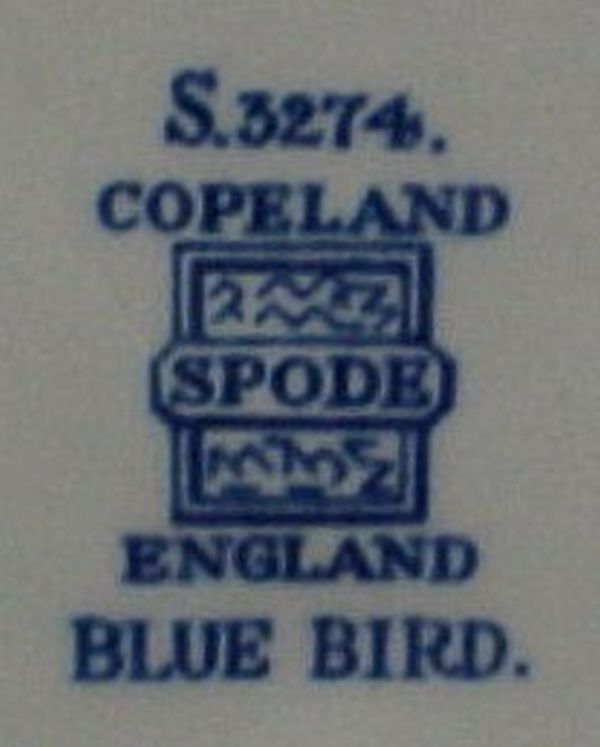 S.3274.
COPELAND
SPODE
ENGLAND
BLUE BIRD.